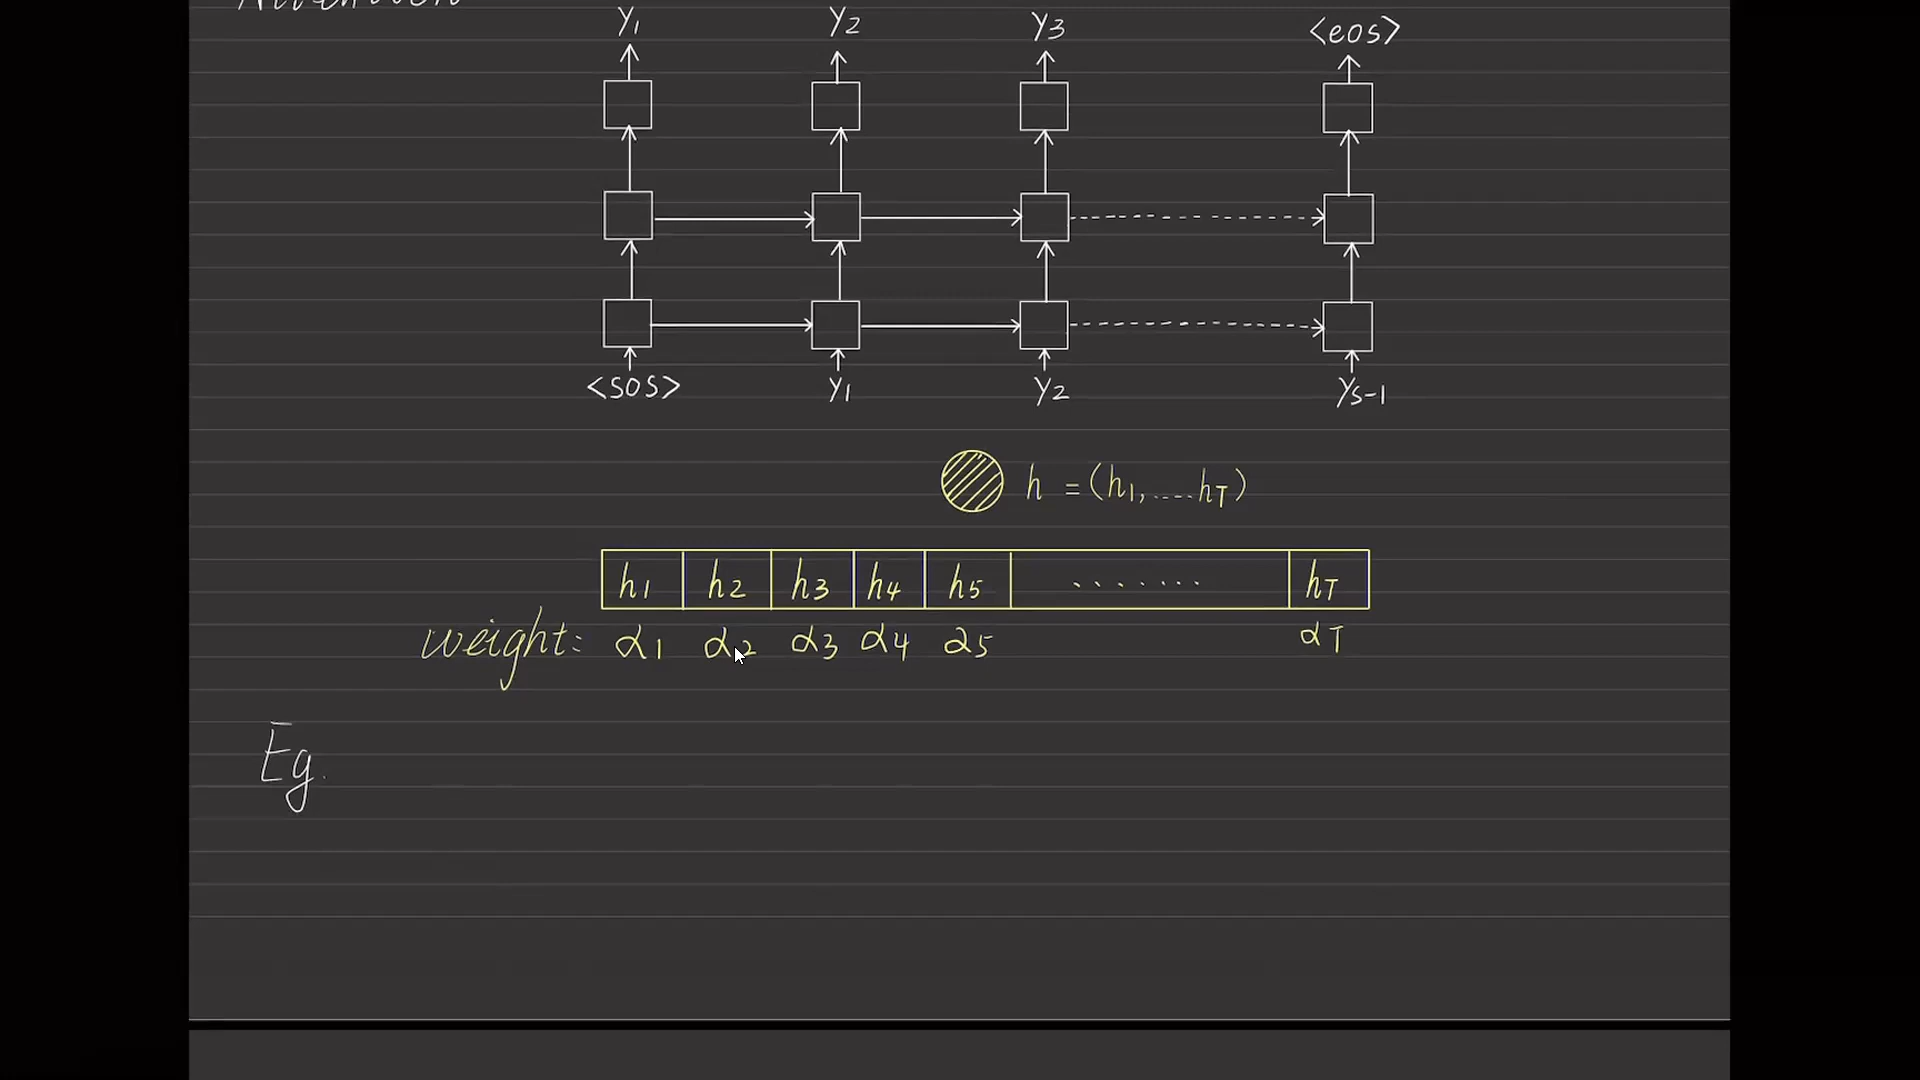 Attention
y1 y2 y3 <eos>
<sos> y1 y2 ys-1
h = (h1, .... hT)
h1 h2 h3 h4 h5 ....... hT
weight: α1 α2 α3 α4 α5 αT
Eg.